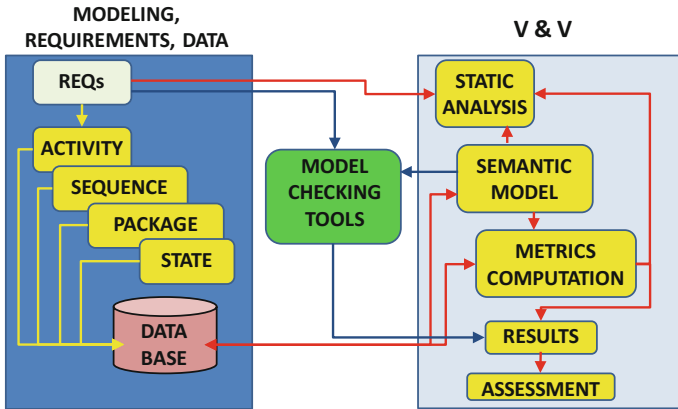 MODELING,
REQUIREMENTS, DATA
REQs
ACTIVITY
SEQUENCE
PACKAGE
STATE
DATA
BASE
MODEL
CHECKING
TOOLS
V & V
STATIC
ANALYSIS
SEMANTIC
MODEL
METRICS
COMPUTATION
RESULTS
ASSESSMENT